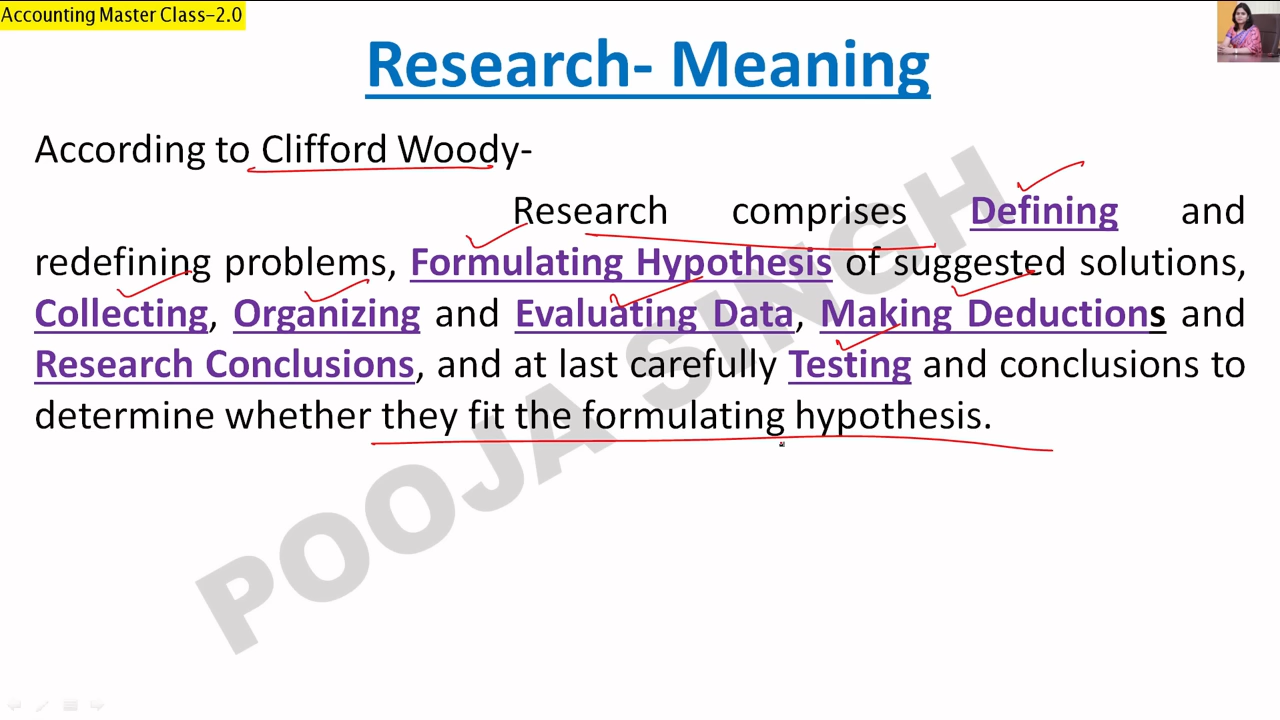 Accounting Master Class-2.0
Research- Meaning
According to Clifford Woody-
Research comprises Defining and
redefining problems, Formulating Hypothesis of suggested solutions,
Collecting, Organizing and Evaluating Data, Making Deductions and
Research Conclusions, and at last carefully Testing and conclusions to
determine whether they fit the formulating hypothesis.
POOJA SINGH